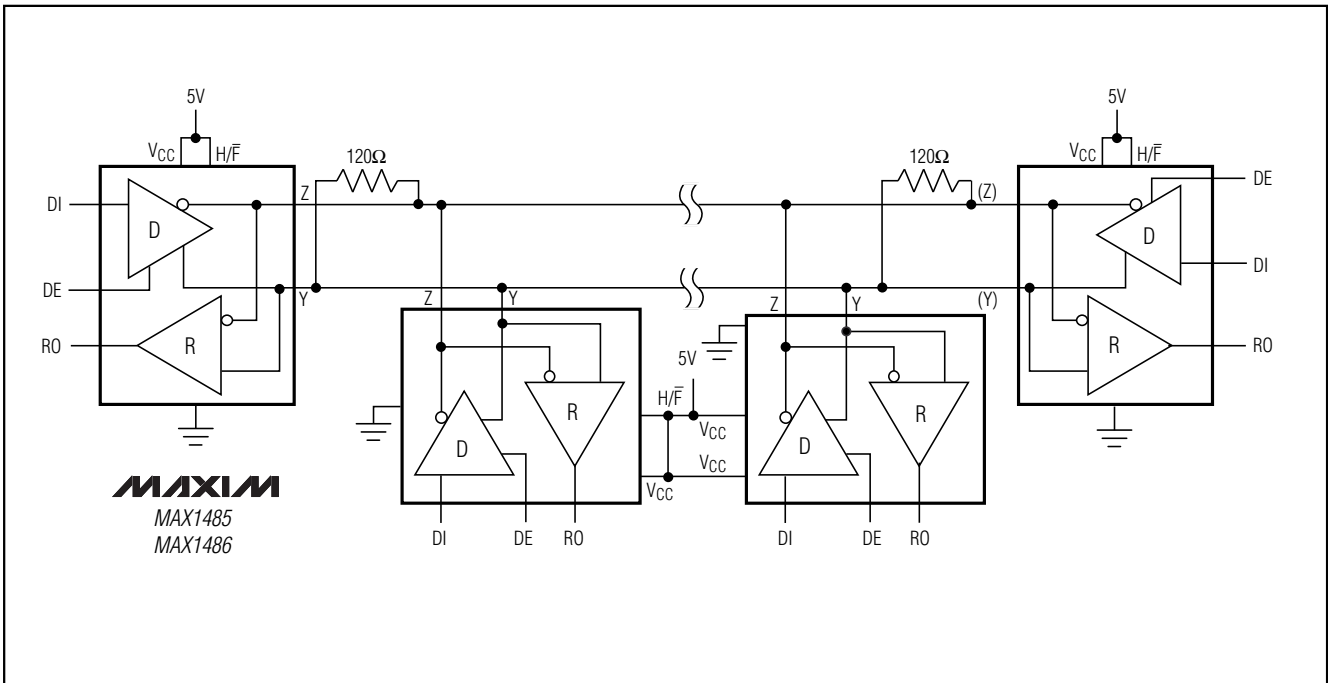 5V
5V
VCC
H/F̅
120Ω
120Ω
VCC
H/F̅
DI
Z
(Z)
DE
D
D
DI
DE
Y
Z
Y
Z
Y
(Y)
RO
R
R
RO
5V
H/F̅
R
R
VCC
D
D
VCC
VCC
MAXIM
MAX1485
MAX1486
DI
DE
RO
DI
DE
RO